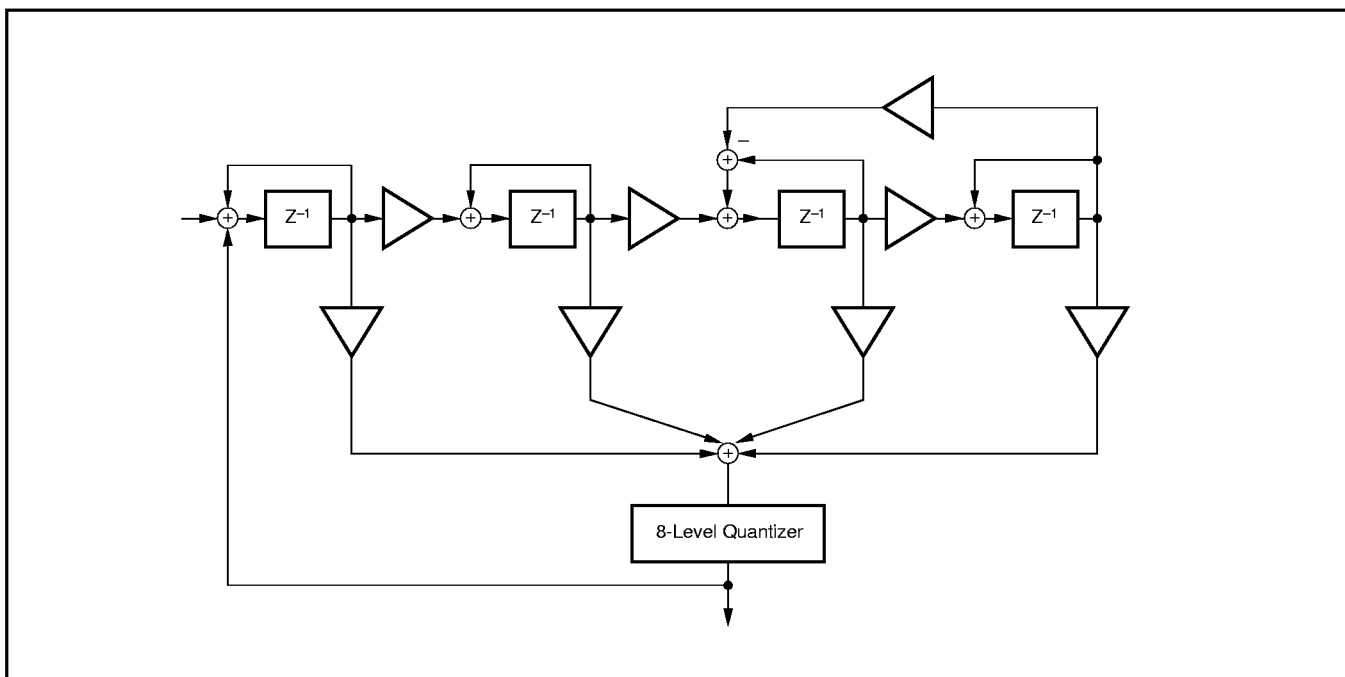 –
+ Z⁻¹ + Z⁻¹ + + Z⁻¹ + Z⁻¹
+
8-Level Quantizer